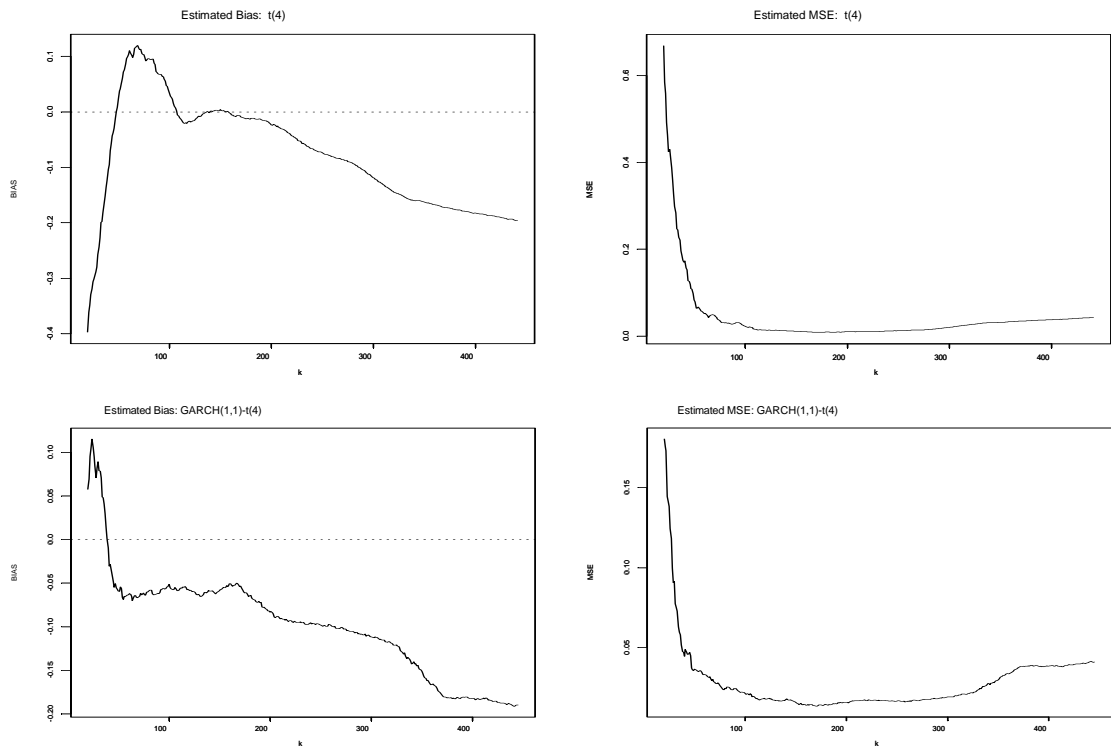 Estimated Bias: t(4)
BIAS
0.1
0.0
-0.1
-0.2
-0.3
-0.4
100 200 300 400
k
Estimated MSE: t(4)
MSE
0.6
0.4
0.2
0.0
100 200 300 400
k
Estimated Bias: GARCH(1,1)-t(4)
BIAS
0.10
0.05
0.0
-0.05
-0.10
-0.15
-0.20
100 200 300 400
k
Estimated MSE: GARCH(1,1)-t(4)
MSE
0.15
0.10
0.05
100 200 300 400
k